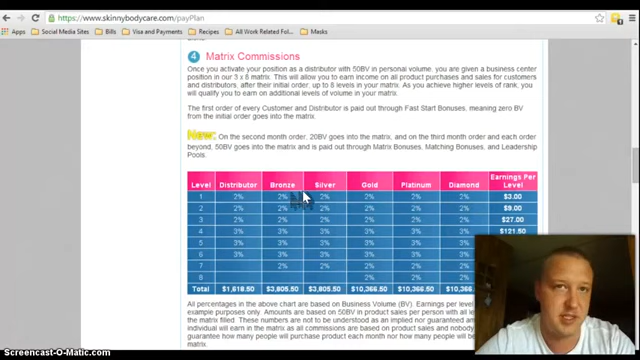 https://www.skinnybodycare.com/payPlan
Apps Social Media Sites Bills Visa and Payments Recipes All Work Related Fol... Masks
4 Matrix Commissions
Once you activate your position as a distributor with 50BV in personal volume, you are given a business center
position in our 3 x 8 matrix. This will allow you to earn income on all product purchases and sales for customers
and distributors, after their initial order, up to 8 levels in your matrix. As you achieve higher levels of rank, you
will qualify you to earn on additional levels of volume in your matrix.
The first order of every Customer and Distributor is paid out through Fast Start Bonuses, meaning zero BV
from the initial order goes into the matrix
New: On the second month order, 20BV goes into the matrix, and on the third month order and each order
beyond, 50BV goes into the matrix and is paid out through Matrix Bonuses, Matching Bonuses, and Leadership
Pools.
Level Distributor Bronze Silver Gold Platinum Diamond Earnings Per Level
1 2% 2% 2% 2% 2% 2% $3.00
2 2% 2% 2% 2% 2% 2% $9.00
3 2% 2% 2% 2% 2% 2% $27.00
4 3% 3% 3% 3% 3% 3% $121.50
5 3% 3% 3% 3% 3% 3%
6 3% 3% 3% 3% 3% 3%
7 2% 2% 2% 2% 2%
8 2% 2% 2%
Total $1,618.50 $3,805.50 $3,805.50 $10,366.50 $10,366.50 $10,366.50
All percentages in the above chart are based on Business Volume (BV). Earnings per level
example purposes only. Amounts are based on 50BV in product sales per person with all le
the matrix filled. These numbers are not to be understood as an implied nor guaranteed
individual will earn in the matrix as all commissions are based on product sales and nobody
guarantee how many people will purchase product each month nor how many people will be
matrix.
Screencast-O-Matic.com